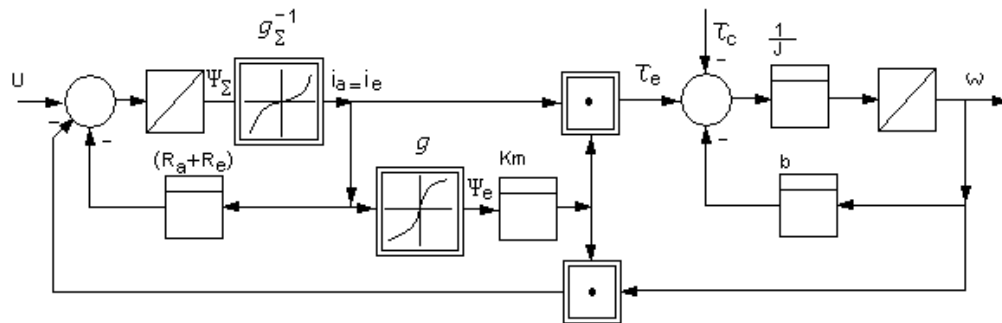 g_Σ^-1
τ_c
1/J
U
Ψ_Σ
i_a=i_e
τ_e
ω
(R_a+R_e)
g
Ψ_e
Km
b